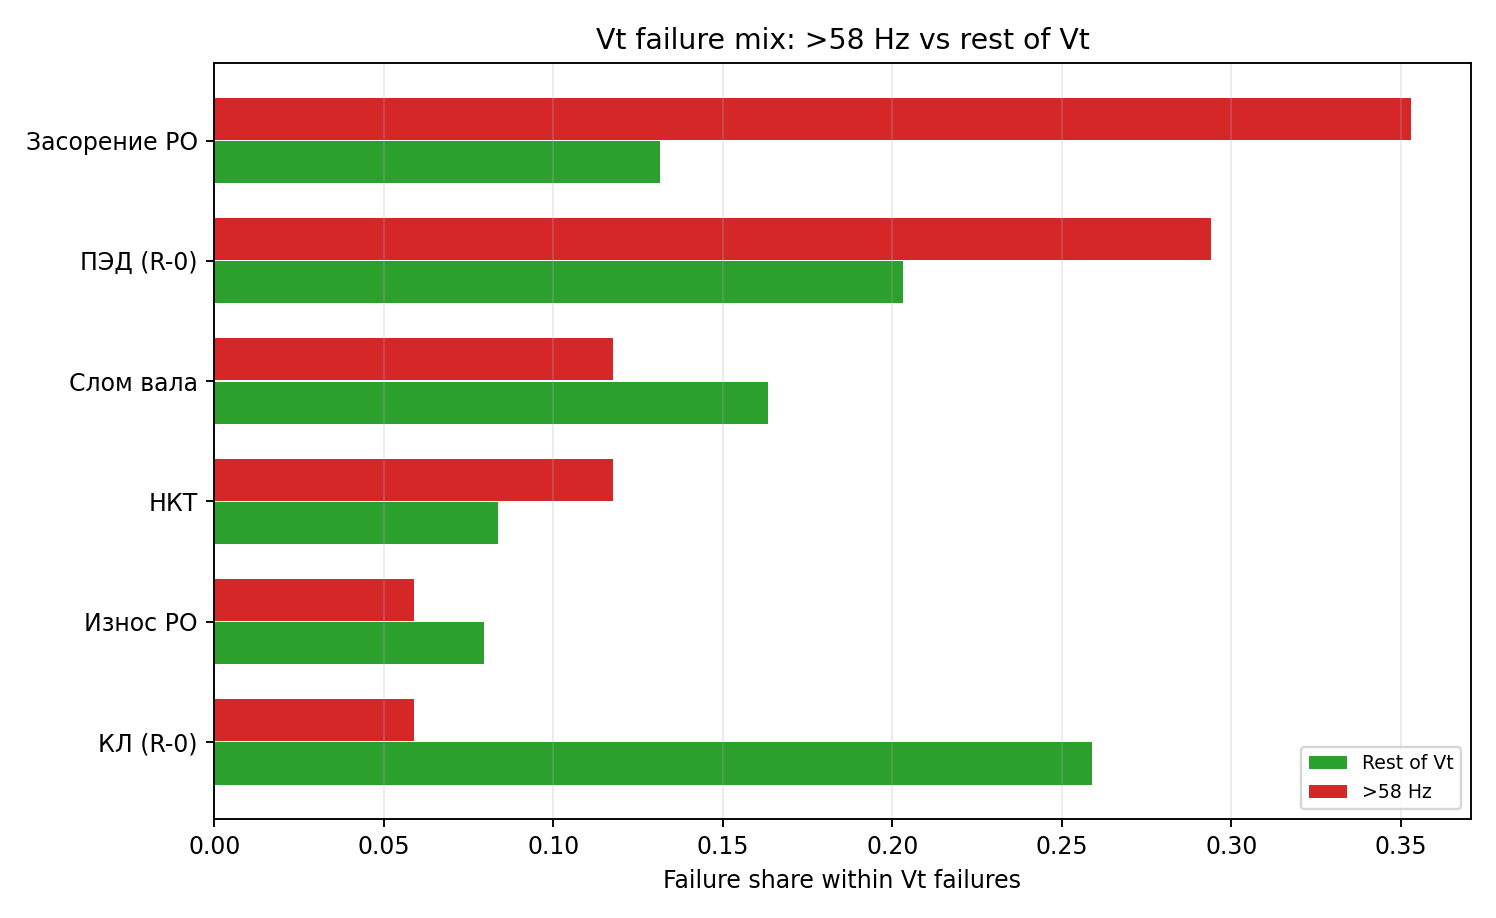 Vt failure mix: >58 Hz vs rest of Vt
Засорение РО
ПЭД (R-0)
Слом вала
НКТ
Износ РО
КЛ (R-0)
Rest of Vt
>58 Hz
0.00 0.05 0.10 0.15 0.20 0.25 0.30 0.35
Failure share within Vt failures